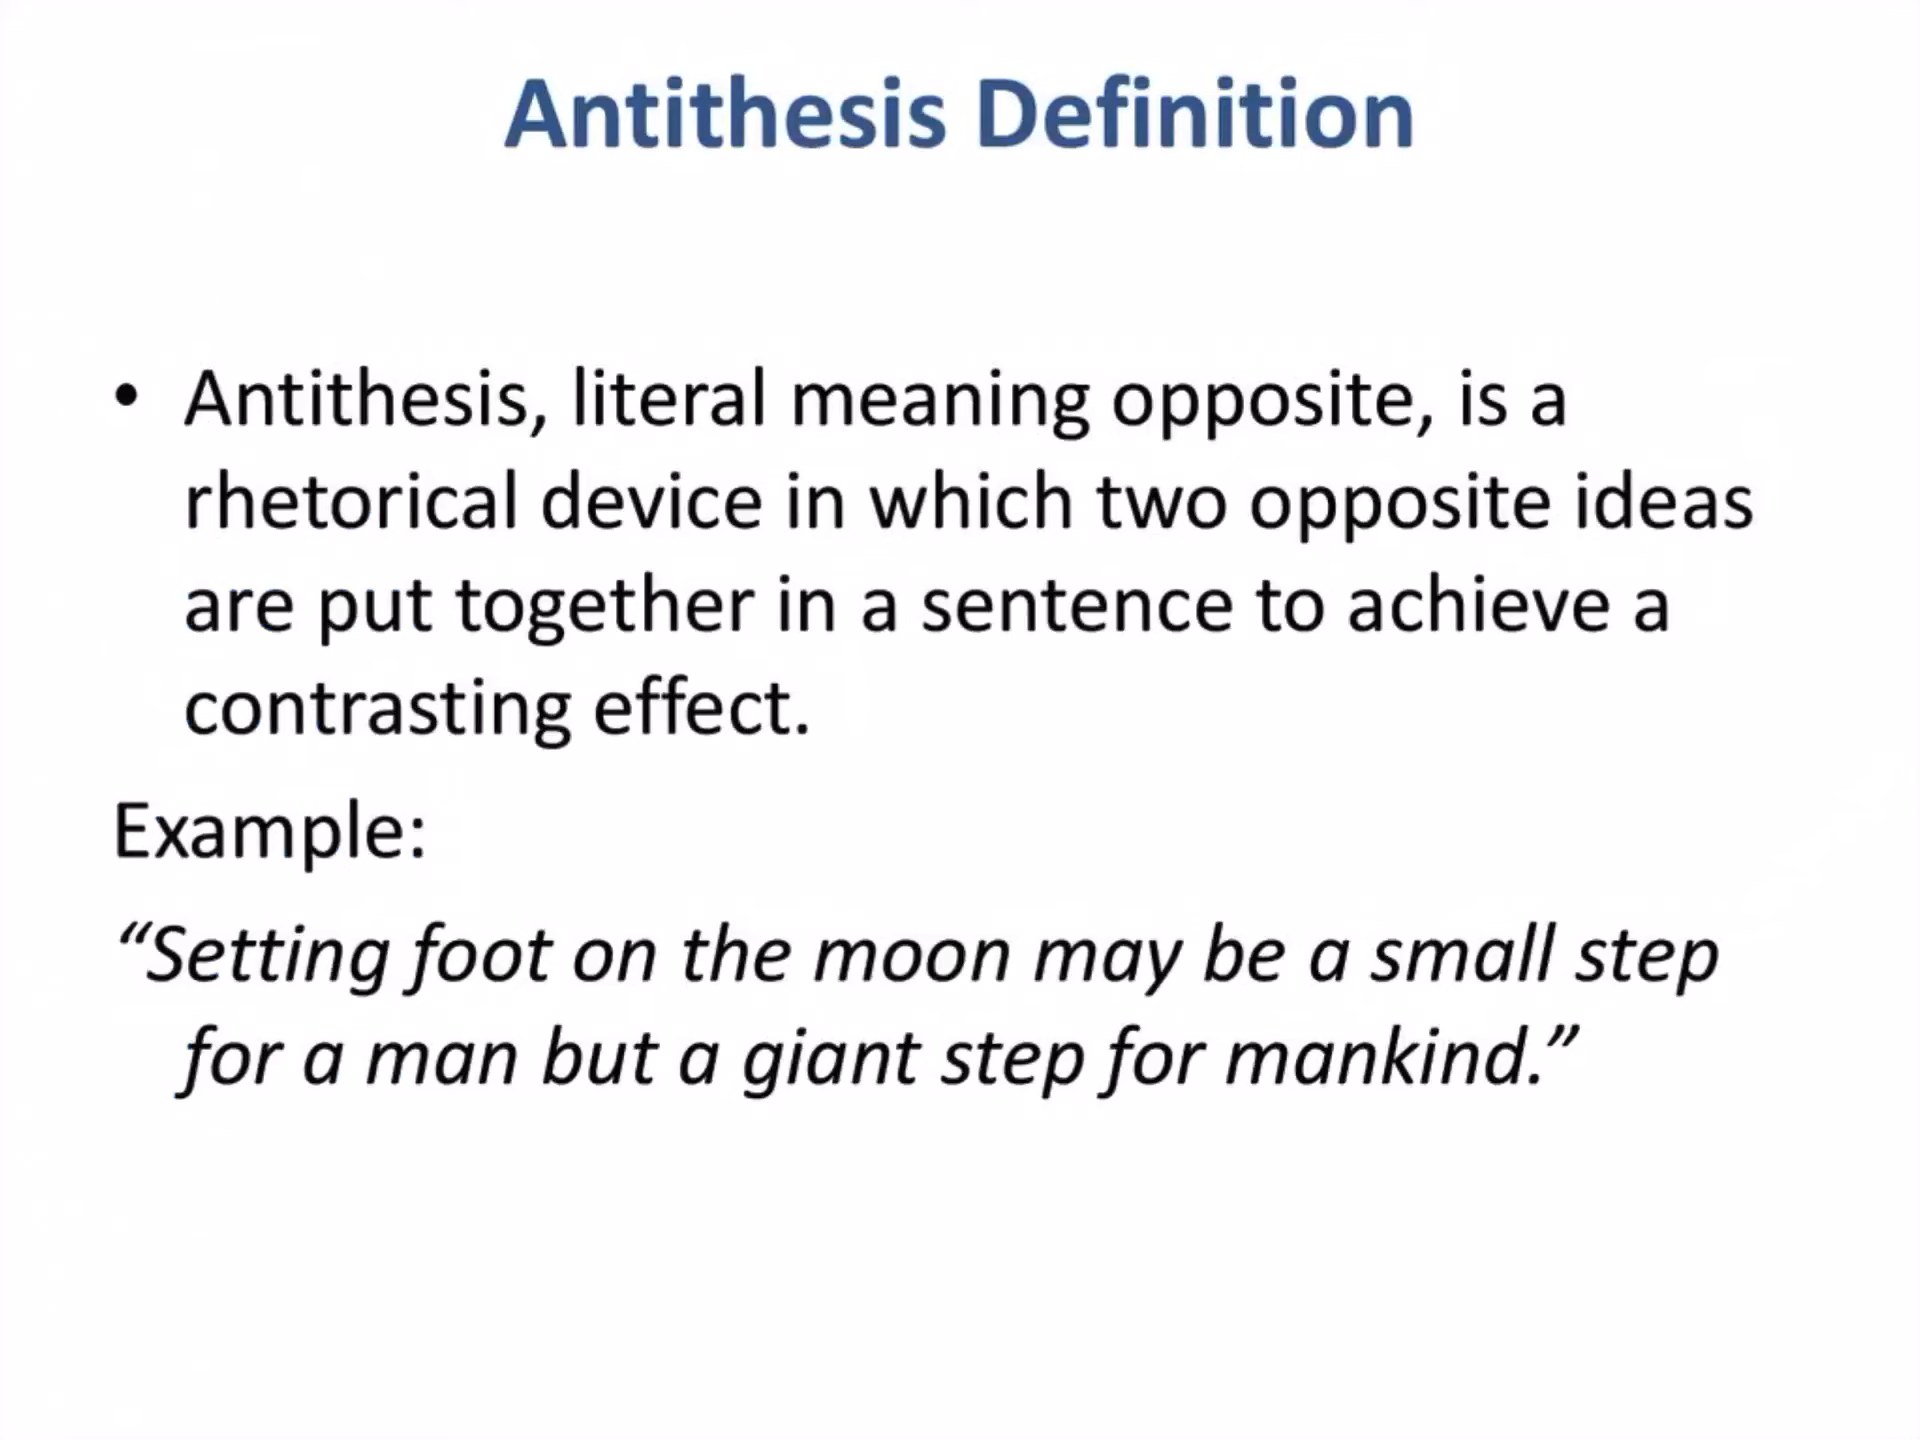 Antithesis Definition
• Antithesis, literal meaning opposite, is a
rhetorical device in which two opposite ideas
are put together in a sentence to achieve a
contrasting effect.
Example:
“Setting foot on the moon may be a small step
for a man but a giant step for mankind.”